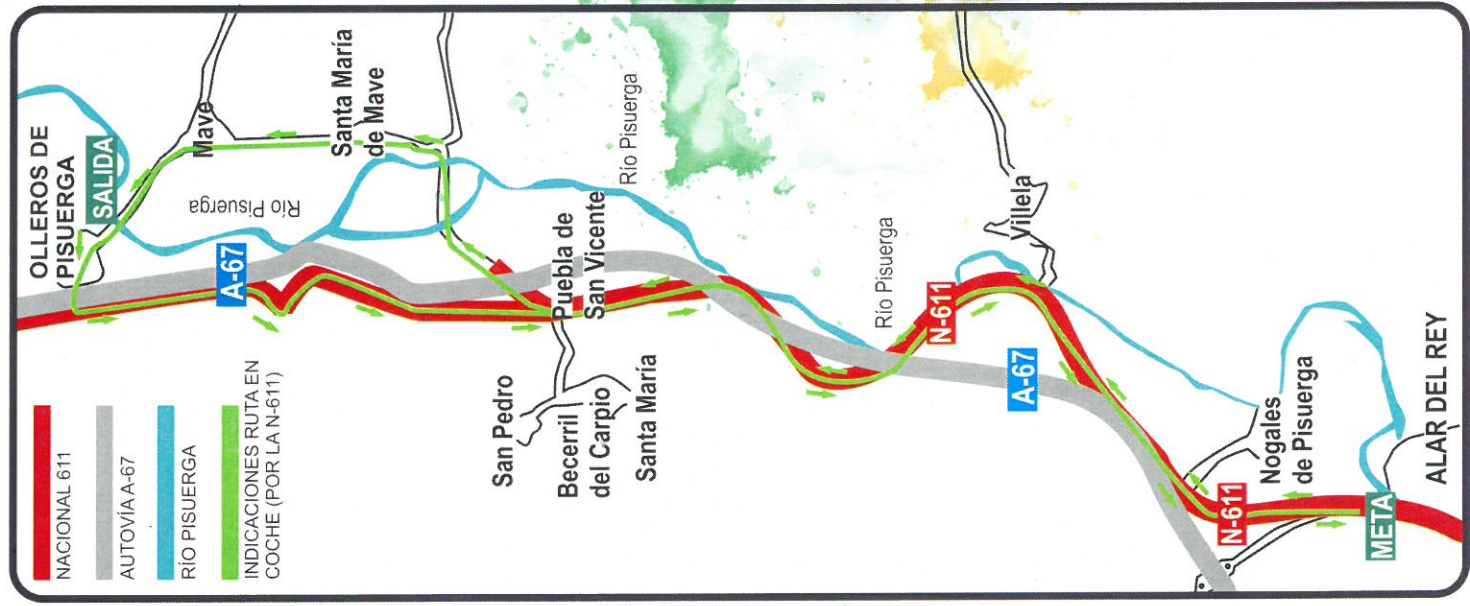 NACIONAL 611
AUTOVÍA A-67
RÍO PISUERGA
INDICACIONES RUTA EN
COCHE (POR LA N-611)
OLLEROS DE
(PISUERGA
SALIDA
Mave
Santa María
de Mave
Río Pisuerga
A-67
Río Pisuerga
Puebla de
San Vicente
San Pedro
Becerril
del Carpio
Santa María
Río Pisuerga
N-611
Villela
A-67
Nogales
de Pisuerga
N-611
META
ALAR DEL REY